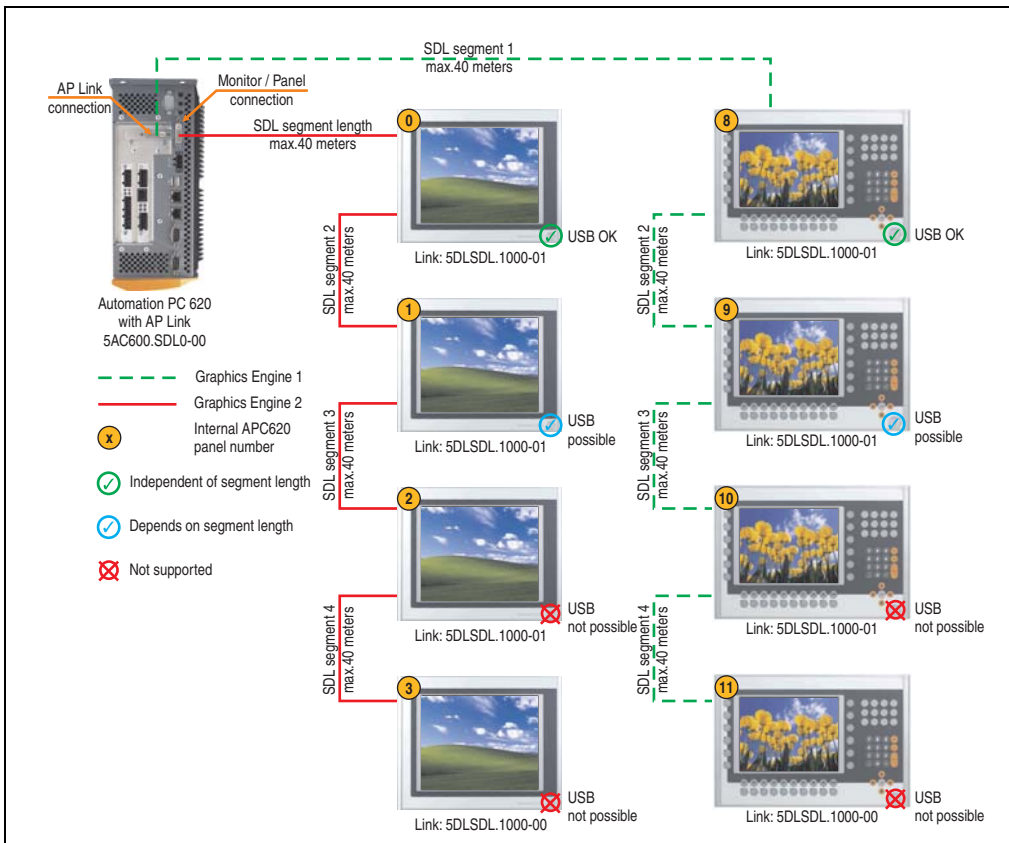 SDL segment 1
max.40 meters
AP Link
connection
Monitor / Panel
connection
SDL segment length
max.40 meters
0
8
USB OK
Link: 5DLSDL.1000-01
USB OK
Link: 5DLSDL.1000-01
SDL segment 2
max.40 meters
SDL segment 2
max.40 meters
Automation PC 620
with AP Link
5AC600.SDL0-00
1
9
USB
possible
Link: 5DLSDL.1000-01
USB
possible
Link: 5DLSDL.1000-01
Graphics Engine 1
Graphics Engine 2
x
Internal APC620
panel number
Independent of segment length
Depends on segment length
Not supported
SDL segment 3
max.40 meters
SDL segment 3
max.40 meters
2
10
USB
not possible
Link: 5DLSDL.1000-01
USB
not possible
Link: 5DLSDL.1000-01
SDL segment 4
max.40 meters
SDL segment 4
max.40 meters
3
11
USB
not possible
Link: 5DLSDL.1000-00
USB
not possible
Link: 5DLSDL.1000-00